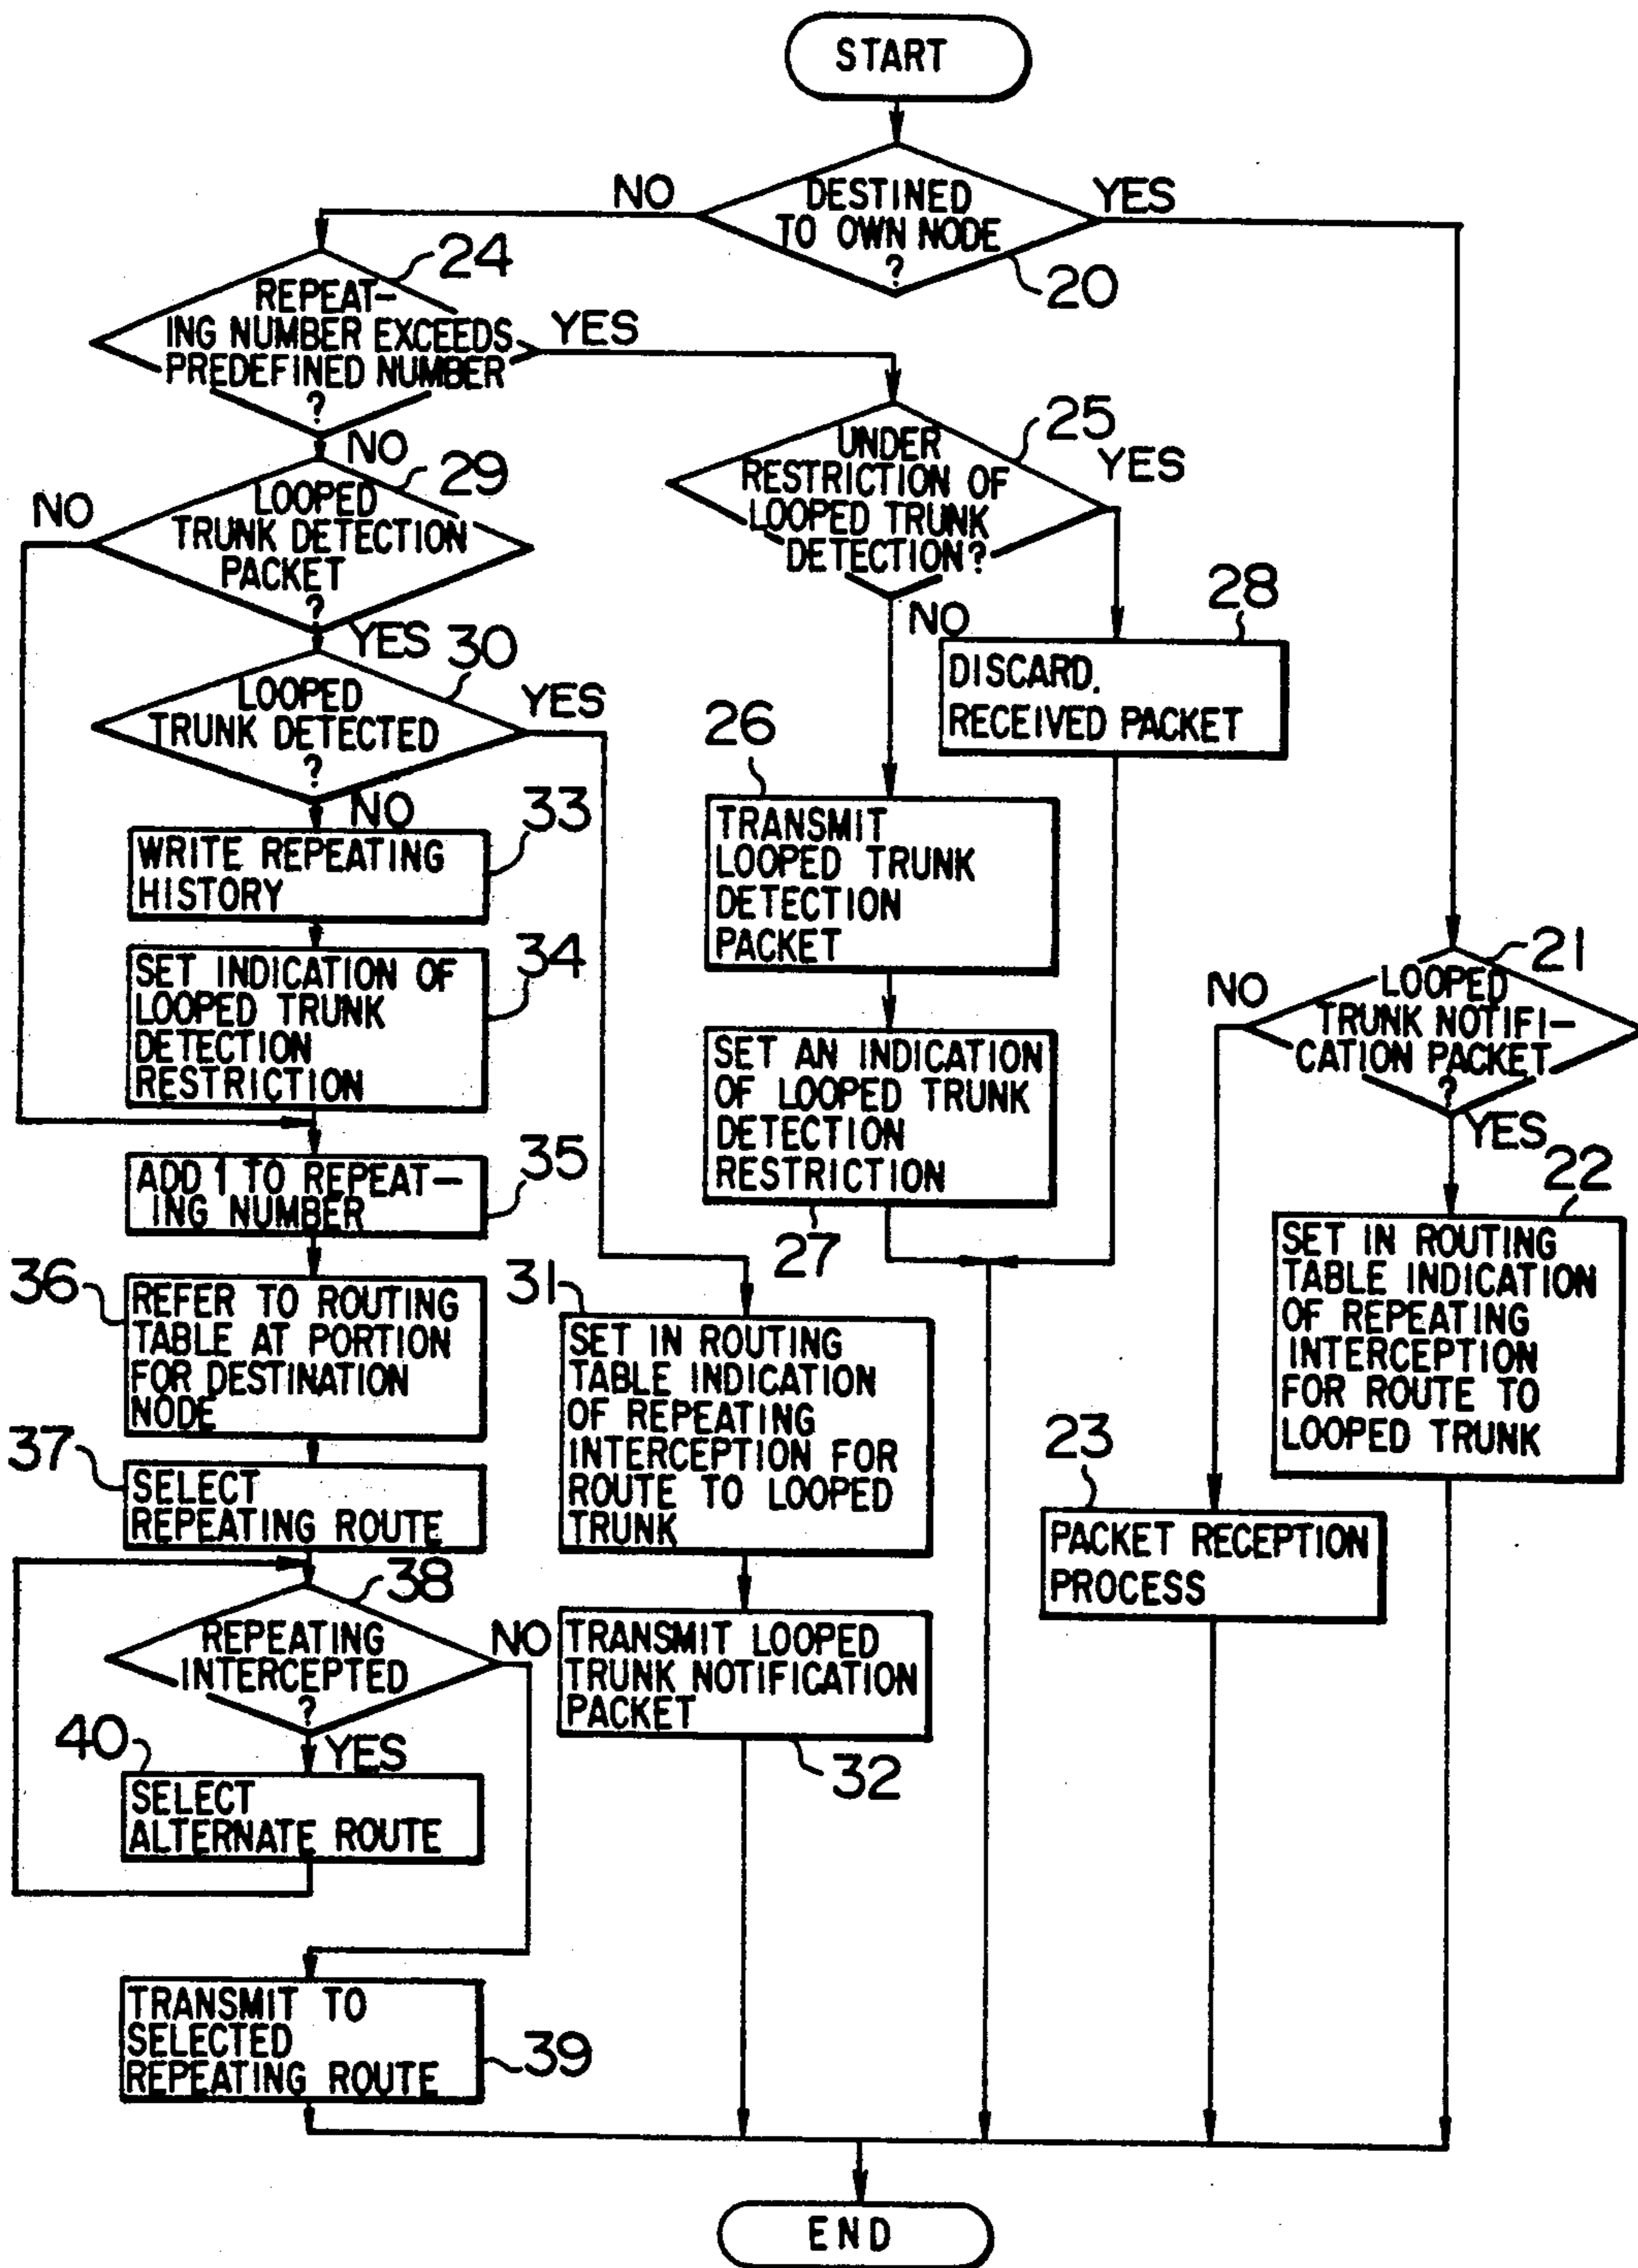 START
DESTINED
TO OWN NODE
?
NO
YES
20
24
REPEAT-
ING NUMBER EXCEEDS
PREDEFINED NUMBER
?
YES
NO
25
UNDER
RESTRICTION OF
LOOPED TRUNK
DETECTION?
YES
NO
29
LOOPED
TRUNK DETECTION
PACKET
?
NO
YES
30
LOOPED
TRUNK DETECTED
?
YES
NO
28
DISCARD.
RECEIVED PACKET
26
TRANSMIT
LOOPED TRUNK
DETECTION
PACKET
33
WRITE REPEATING
HISTORY
34
SET INDICATION OF
LOOPED TRUNK
DETECTION
RESTRICTION
SET AN INDICATION
OF LOOPED TRUNK
DETECTION
RESTRICTION
27
21
LOOPED
TRUNK NOTIFI-
CATION PACKET
?
NO
YES
22
SET IN ROUTING
TABLE INDICATION
OF REPEATING
INTERCEPTION
FOR ROUTE TO
LOOPED TRUNK
35
ADD 1 TO REPEAT-
ING NUMBER
36
REFER TO ROUTING
TABLE AT PORTION
FOR DESTINATION
NODE
31
SET IN ROUTING
TABLE INDICATION
OF REPEATING
INTERCEPTION FOR
ROUTE TO LOOPED
TRUNK
37
SELECT
REPEATING ROUTE
23
PACKET RECEPTION
PROCESS
38
REPEATING
INTERCEPTED
?
NO
YES
TRANSMIT LOOPED
TRUNK NOTIFICATION
PACKET
32
40
SELECT
ALTERNATE ROUTE
TRANSMIT TO
SELECTED
REPEATING ROUTE
39
END